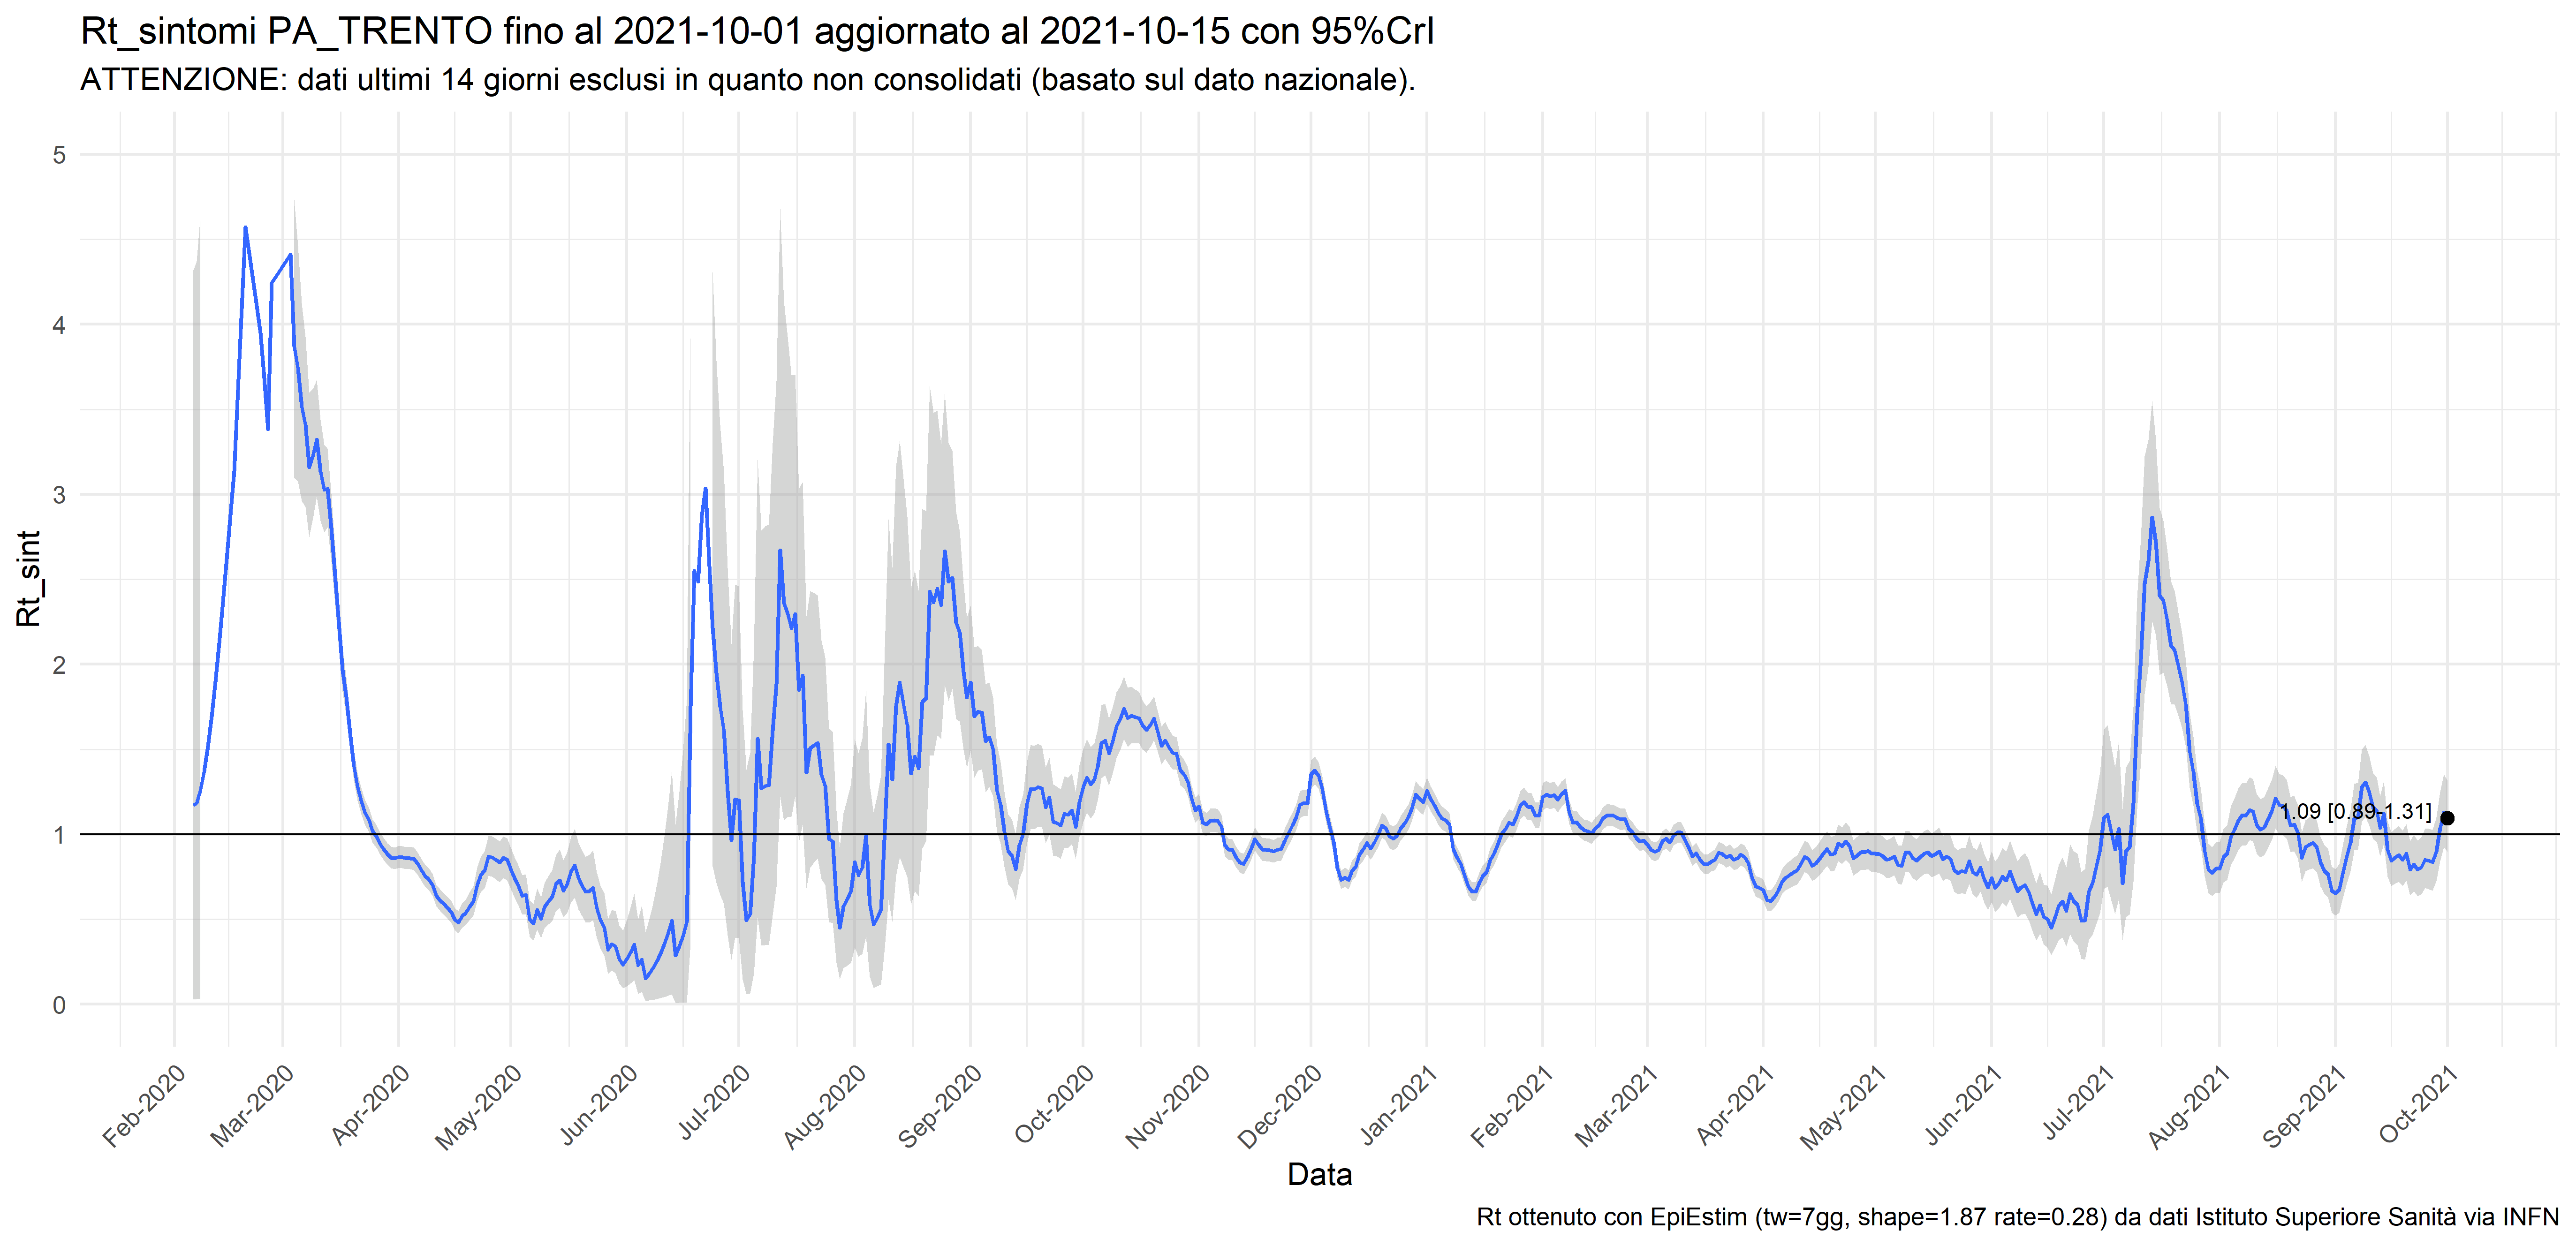 Rt_sintomi PA_TRENTO fino al 2021-10-01 aggiornato al 2021-10-15 con 95%CrI
ATTENZIONE: dati ultimi 14 giorni esclusi in quanto non consolidati (basato sul dato nazionale).
Rt_sint
5
4
3
2
1
0
1.09 [0.89-1.31]
Feb-2020
Mar-2020
Apr-2020
May-2020
Jun-2020
Jul-2020
Aug-2020
Sep-2020
Oct-2020
Nov-2020
Dec-2020
Jan-2021
Feb-2021
Mar-2021
Apr-2021
May-2021
Jun-2021
Jul-2021
Aug-2021
Sep-2021
Oct-2021
Data
Rt ottenuto con EpiEstim (tw=7gg, shape=1.87 rate=0.28) da dati Istituto Superiore Sanità via INFN